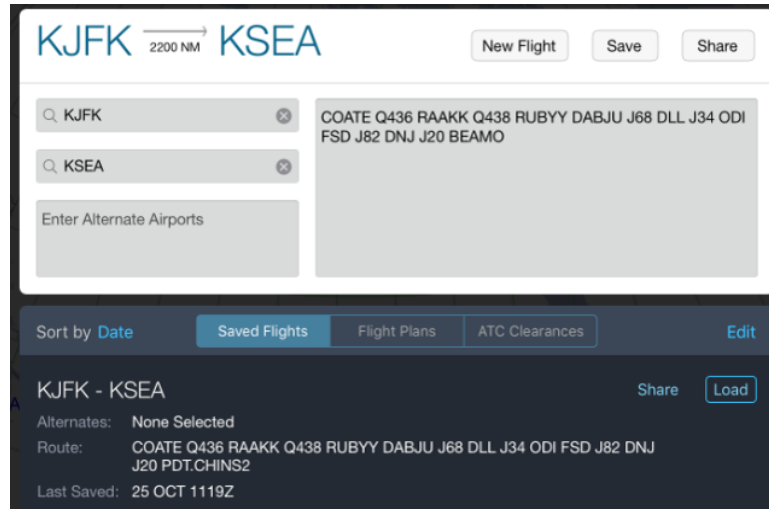 KJFK 2200 NM KSEA New Flight Save Share
KJFK
KSEA
Enter Alternate Airports
COATE Q436 RAAKK Q438 RUBYY DABJU J68 DLL J34 ODI
FSD J82 DNJ J20 BEAMO
Sort by Date Saved Flights Flight Plans ATC Clearances Edit
KJFK - KSEA Share Load
Alternates: None Selected
Route: COATE Q436 RAAKK Q438 RUBYY DABJU J68 DLL J34 ODI FSD J82 DNJ
J20 PDT.CHINS2
Last Saved: 25 OCT 1119Z